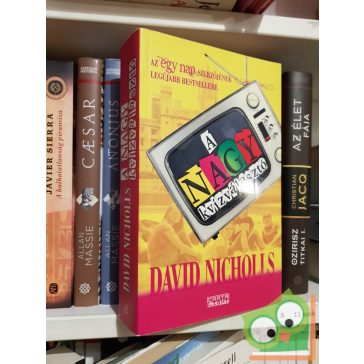 JAVIER SIERRA
A halhatatlanság piramisa
ALLAN MASSIE
CÆSAR
ALLAN MASSIE
ANTONIUS
DAVID NICHOLLS
AZ egy nap SZERZŐJÉNEK
LEGÚJABB BESTSELLERE
A
NAGY
KVÍZVÁLASZTÓ
DAVID NICHOLLS
CARTAPHILUS
CHRISTIAN JACQ
AZ ÉLET
FÁJA
OZIRISZ
TITKAI I.